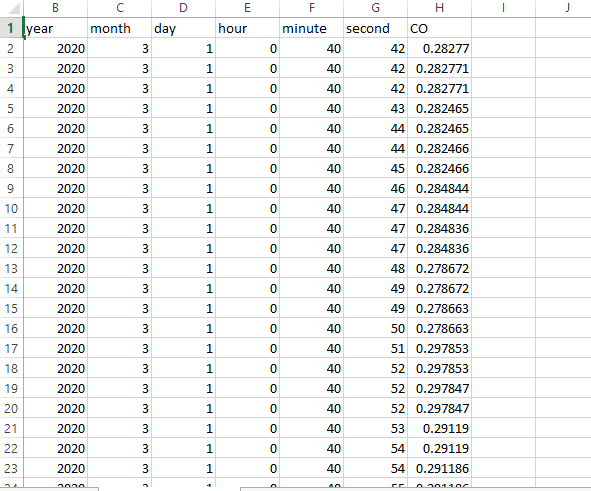 B C D E F G H I J
1 year month day hour minute second CO
2 2020 3 1 0 40 42 0.28277
3 2020 3 1 0 40 42 0.282771
4 2020 3 1 0 40 42 0.282771
5 2020 3 1 0 40 43 0.282465
6 2020 3 1 0 40 44 0.282465
7 2020 3 1 0 40 44 0.282466
8 2020 3 1 0 40 45 0.282466
9 2020 3 1 0 40 46 0.284844
10 2020 3 1 0 40 47 0.284844
11 2020 3 1 0 40 47 0.284836
12 2020 3 1 0 40 47 0.284836
13 2020 3 1 0 40 48 0.278672
14 2020 3 1 0 40 49 0.278672
15 2020 3 1 0 40 49 0.278663
16 2020 3 1 0 40 50 0.278663
17 2020 3 1 0 40 51 0.297853
18 2020 3 1 0 40 52 0.297853
19 2020 3 1 0 40 52 0.297847
20 2020 3 1 0 40 52 0.297847
21 2020 3 1 0 40 53 0.29119
22 2020 3 1 0 40 54 0.29119
23 2020 3 1 0 40 54 0.291186